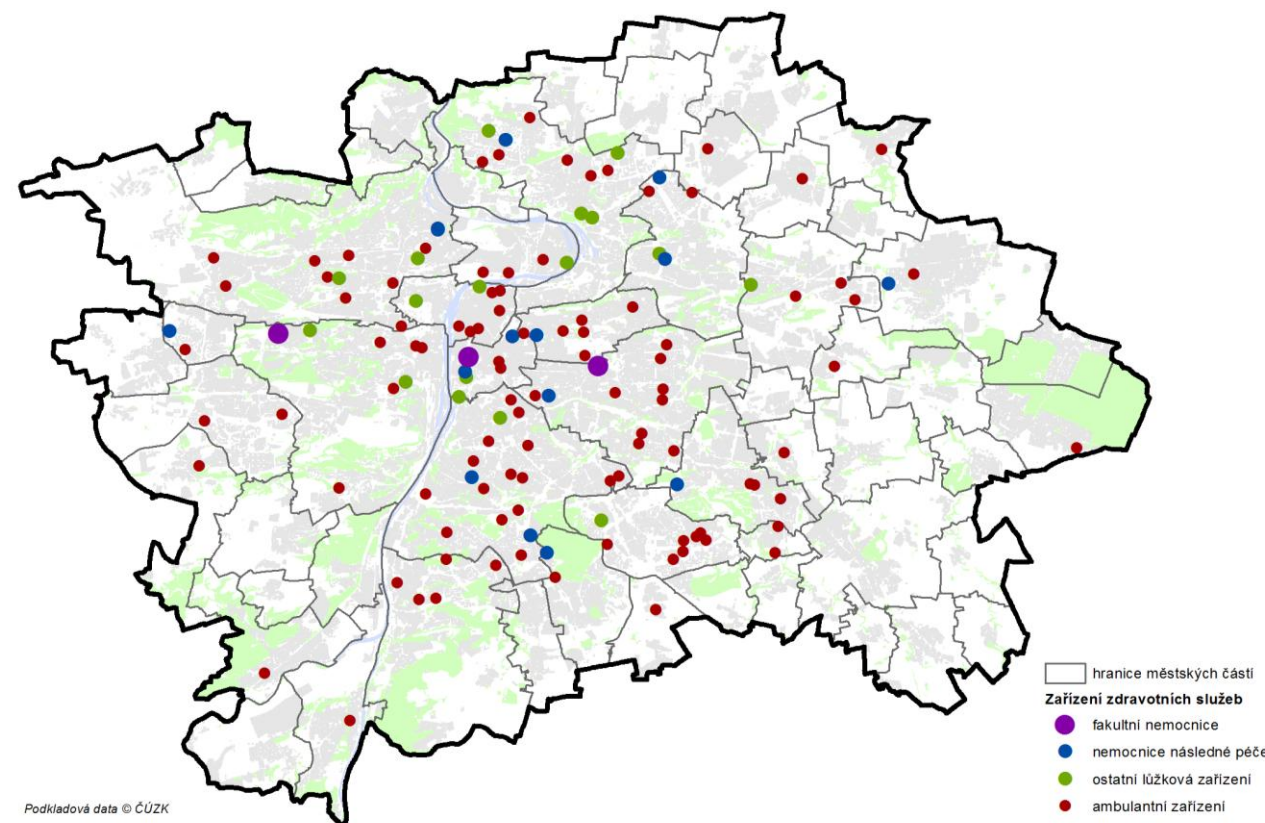 hranice městských částí
Zařízení zdravotních služeb
fakultní nemocnice
nemocnice následné péče
ostatní lůžková zařízení
ambulantní zařízení
Podkladová data © ČÚZK